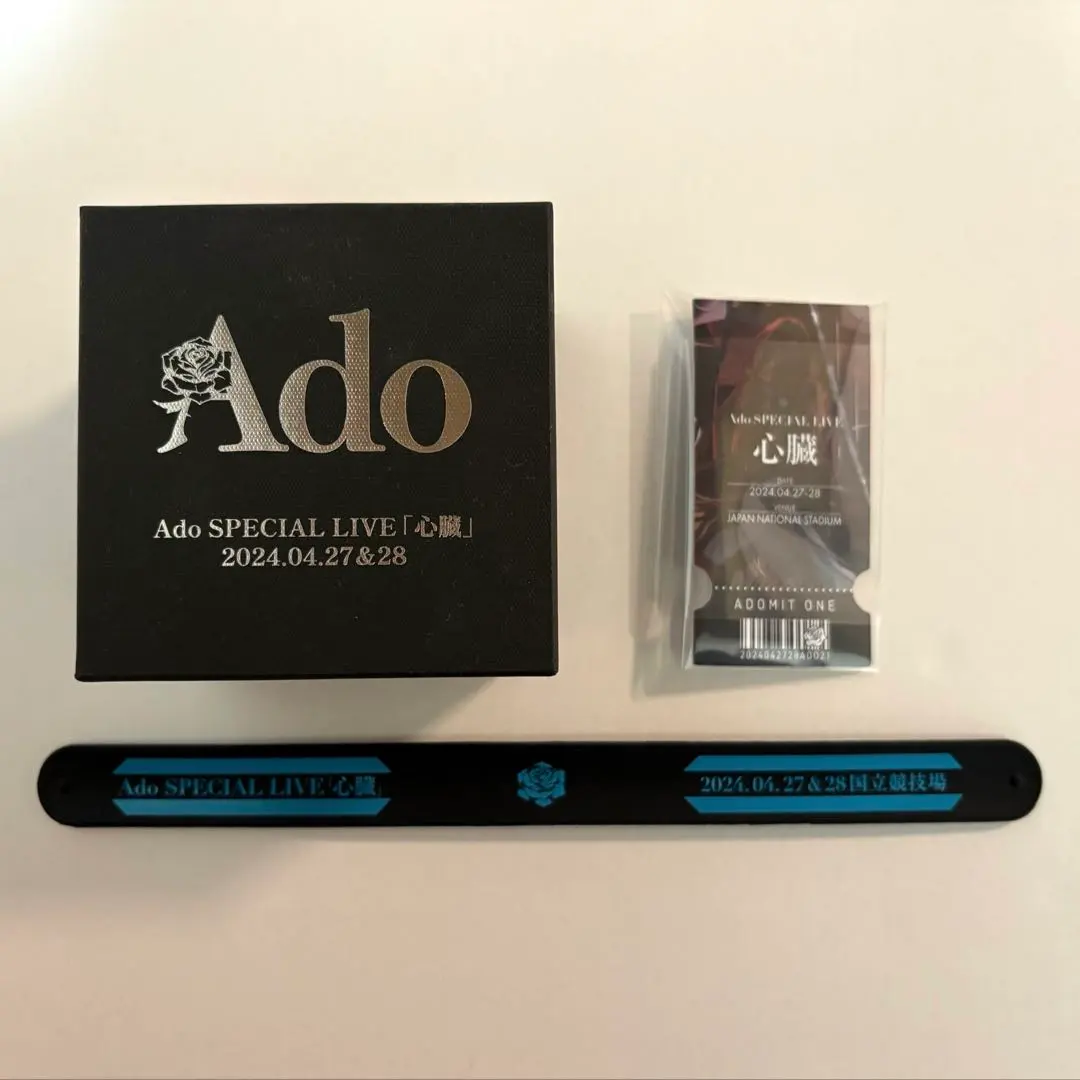 Ado
Ado SPECIAL LIVE「心臓」
2024.04.27&28
Ado SPECIAL LIVE
心臓
DATE
2024.04.27-28
VENUE
JAPAN NATIONAL STADIUM
ADOMIT ONE
2024042728A0021
Ado SPECIAL LIVE「心臓」
2024.04.27&28国立競技場